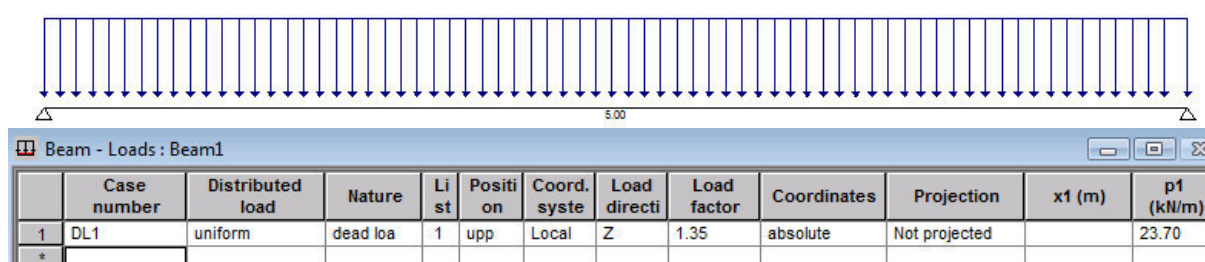 5.00
Beam - Loads : Beam1
Case number Distributed load Nature Li st Positi on Coord. syste Load directi Load factor Coordinates Projection x1 (m) p1 (kN/m)
1 DL1 uniform dead loa 1 upp Local Z 1.35 absolute Not projected 23.70
*